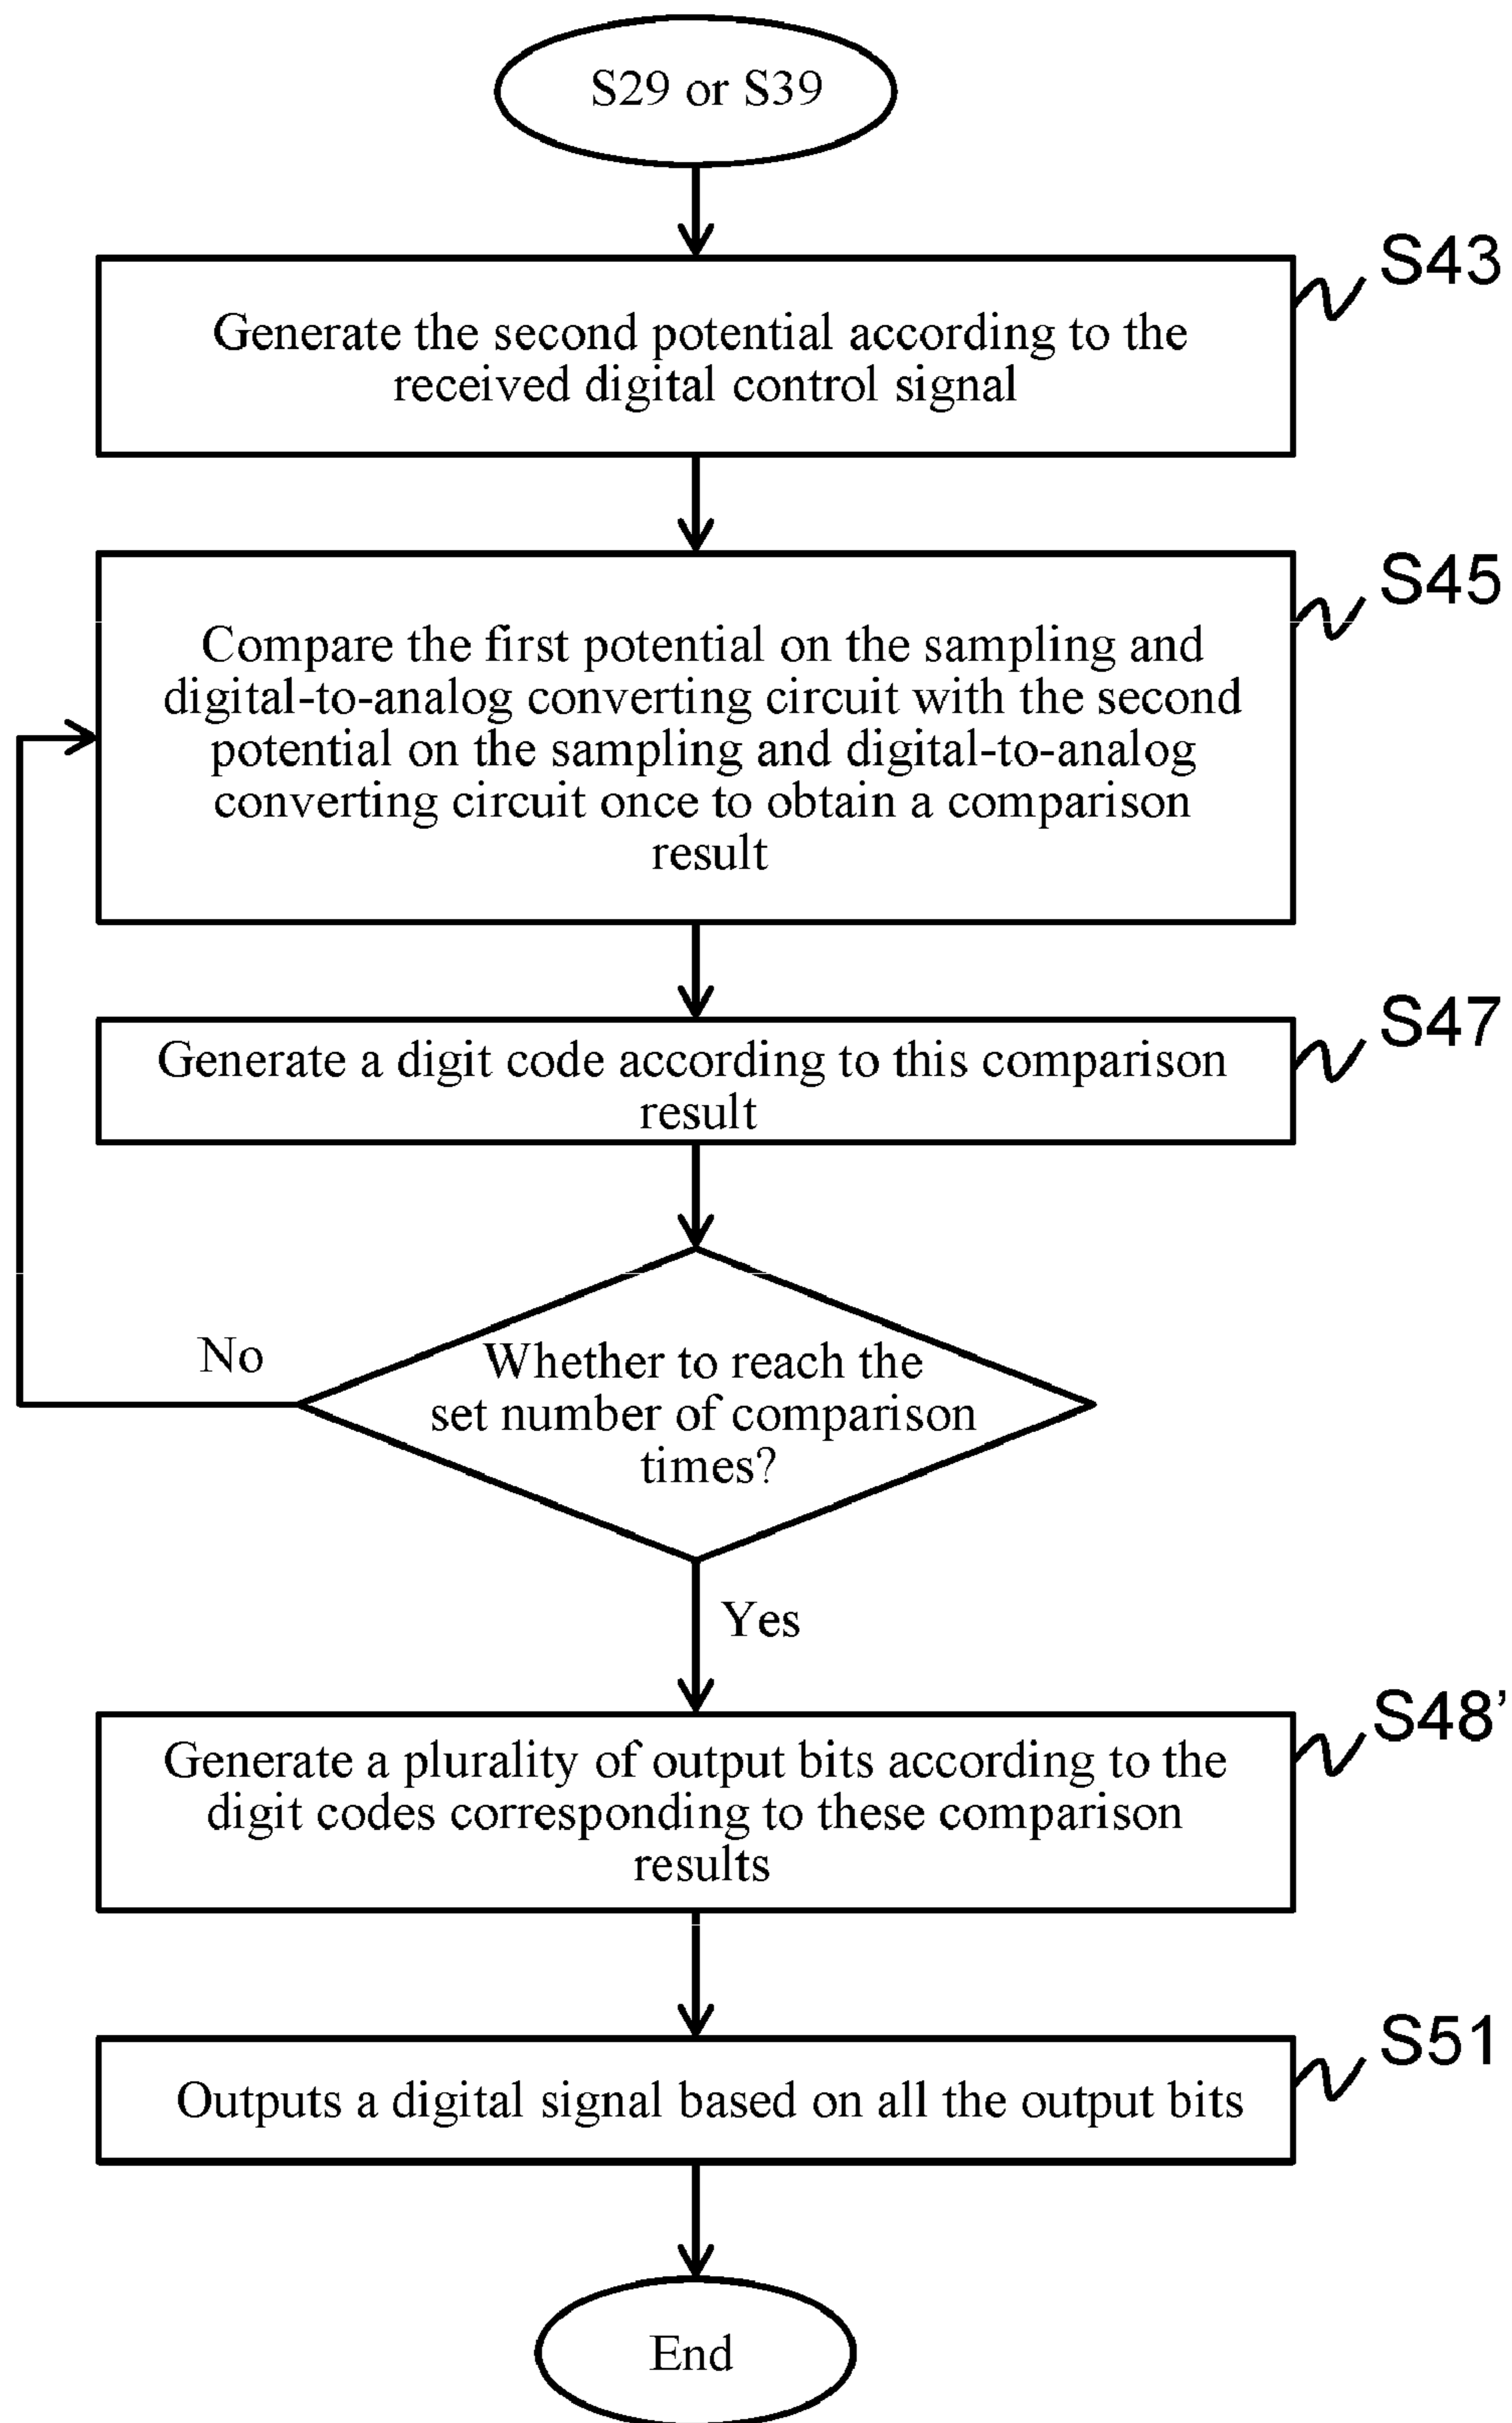 S29 or S39
S43
Generate the second potential according to the
received digital control signal
S45
Compare the first potential on the sampling and
digital-to-analog converting circuit with the second
potential on the sampling and digital-to-analog
converting circuit once to obtain a comparison
result
S47
Generate a digit code according to this comparison
result
No
Whether to reach the
set number of comparison
times?
Yes
S48’
Generate a plurality of output bits according to the
digit codes corresponding to these comparison
results
S51
Outputs a digital signal based on all the output bits
End